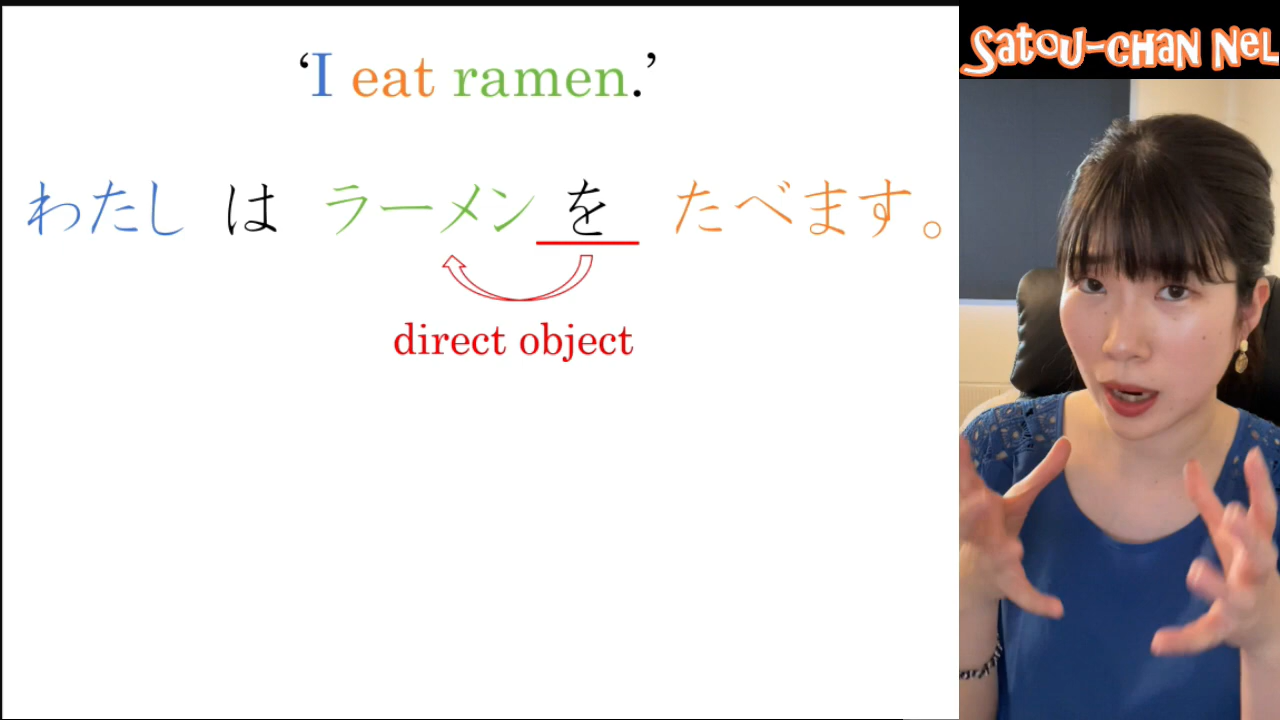 ‘I eat ramen.’
わたし は ラーメン を たべます。
direct object
Satou-chan nel